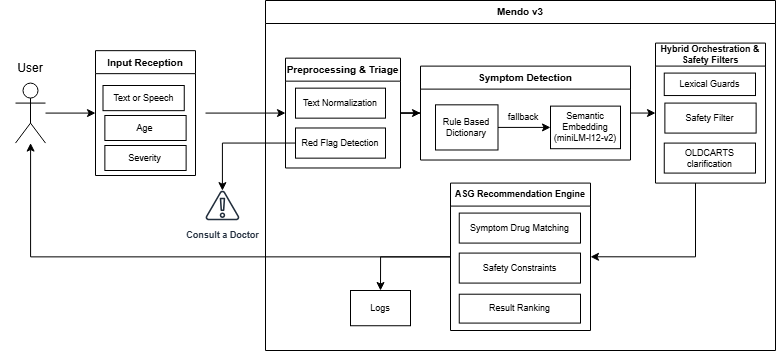 Mendo v3
User
Input Reception
Text or Speech
Age
Severity
Preprocessing & Triage
Text Normalization
Red Flag Detection
Consult a Doctor
Symptom Detection
Rule Based
Dictionary
fallback
Semantic
Embedding
(miniLM-l12-v2)
Hybrid Orchestration &
Safety Filters
Lexical Guards
Safety Filter
OLDCARTS
clarification
ASG Recommendation Engine
Symptom Drug Matching
Safety Constraints
Result Ranking
Logs